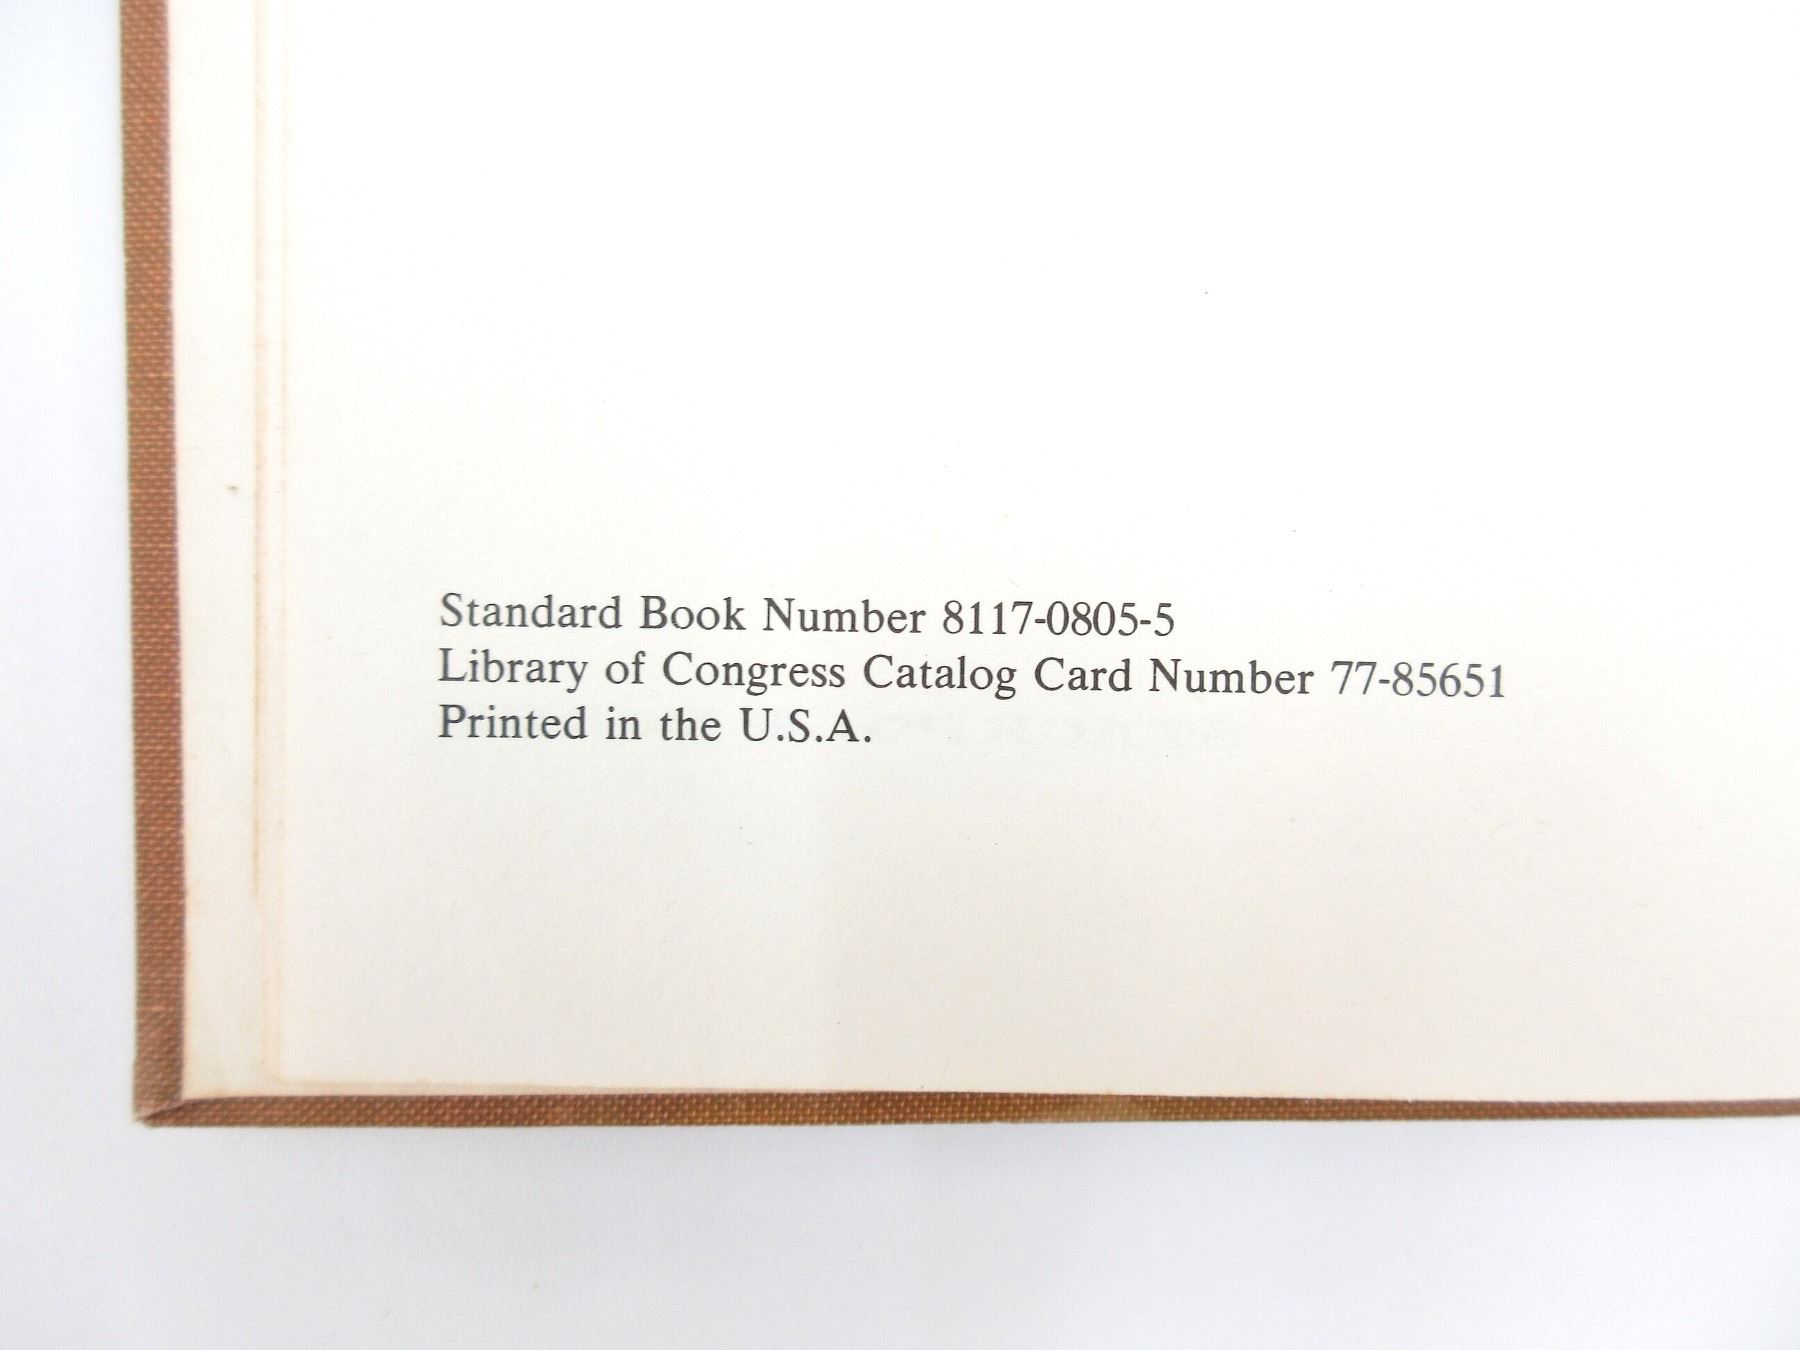 Standard Book Number 8117-0805-5
Library of Congress Catalog Card Number 77-85651
Printed in the U.S.A.